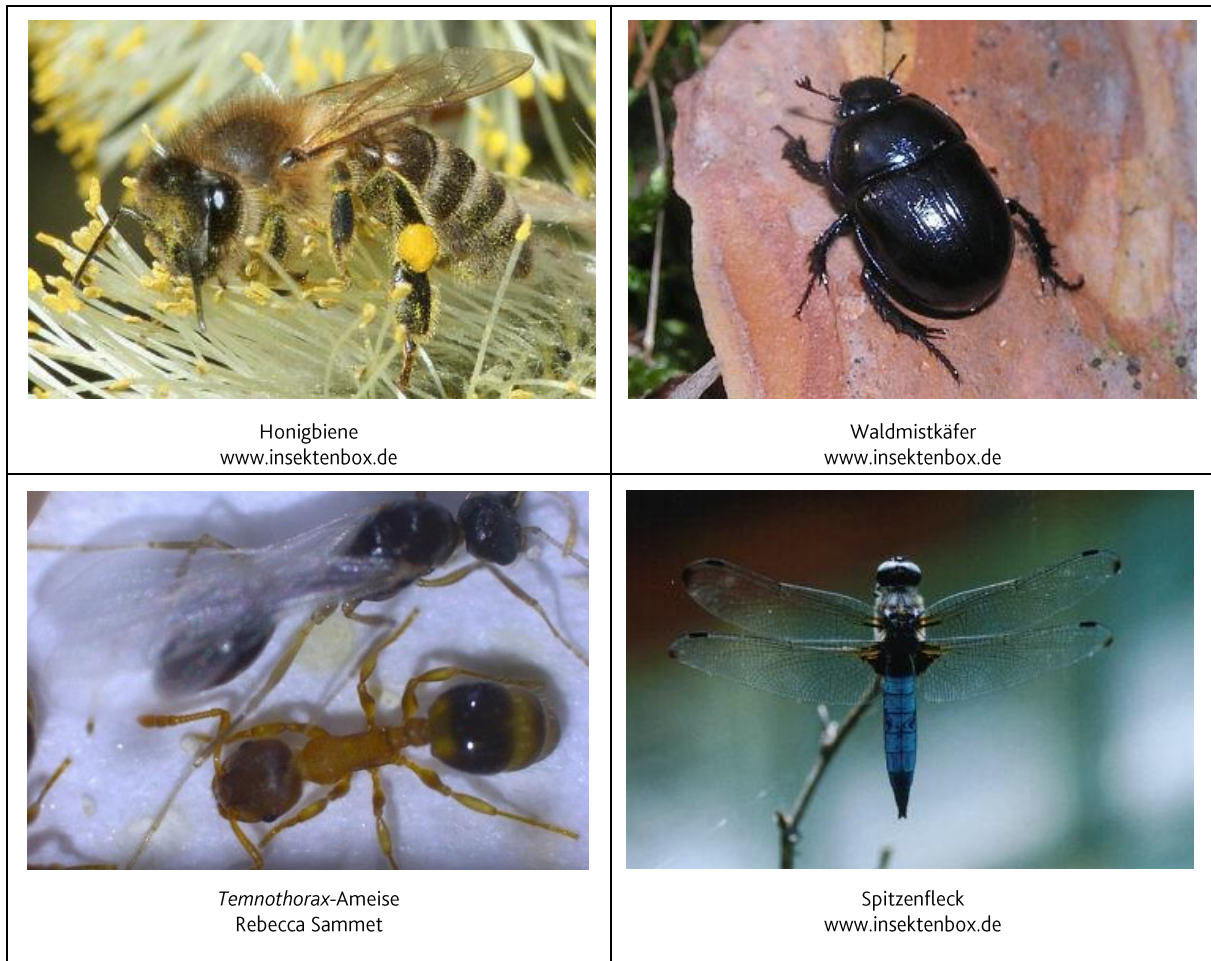 Honigbiene
www.insektenbox.de
Waldmistkäfer
www.insektenbox.de
Temnothorax-Ameise
Rebecca Sammet
Spitzenfleck
www.insektenbox.de